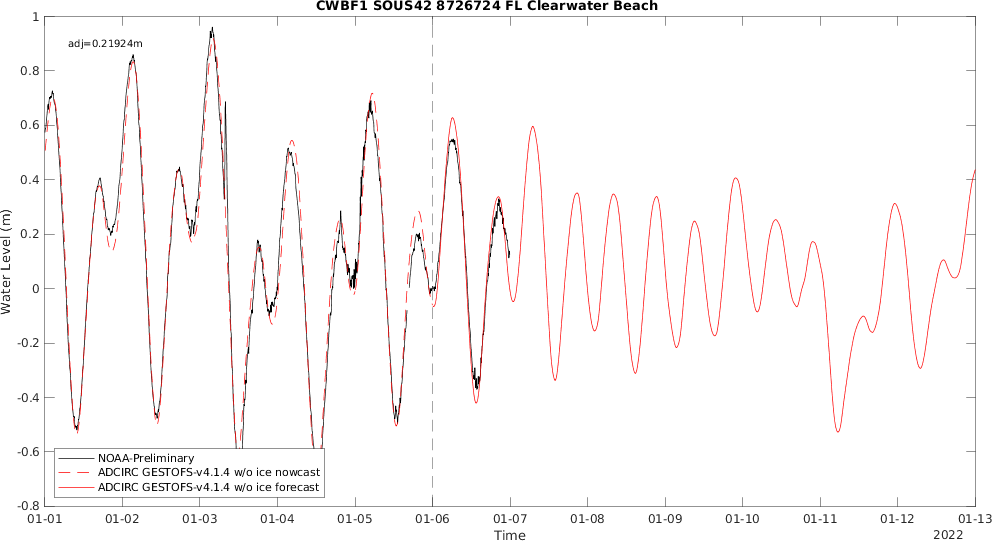 CWBF1 SOUS42 8726724 FL Clearwater Beach
adj=0.21924m
1
0.8
0.6
0.4
0.2
0
-0.2
-0.4
-0.6
-0.8
Water Level (m)
NOAA-Preliminary
ADCIRC GESTOFS-v4.1.4 w/o ice nowcast
ADCIRC GESTOFS-v4.1.4 w/o ice forecast
01-01 01-02 01-03 01-04 01-05 01-06 01-07 01-08 01-09 01-10 01-11 01-12 01-13
Time
2022